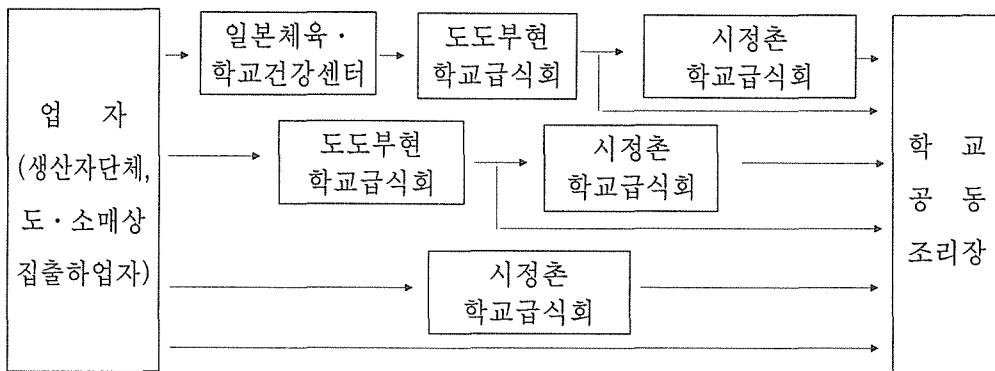 업 자
(생산자단체,
도·소매상
집출하업자)
일본체육·
학교건강센터
도도부현
학교급식회
시정촌
학교급식회
도도부현
학교급식회
시정촌
학교급식회
시정촌
학교급식회
학 교
공 동
조리장